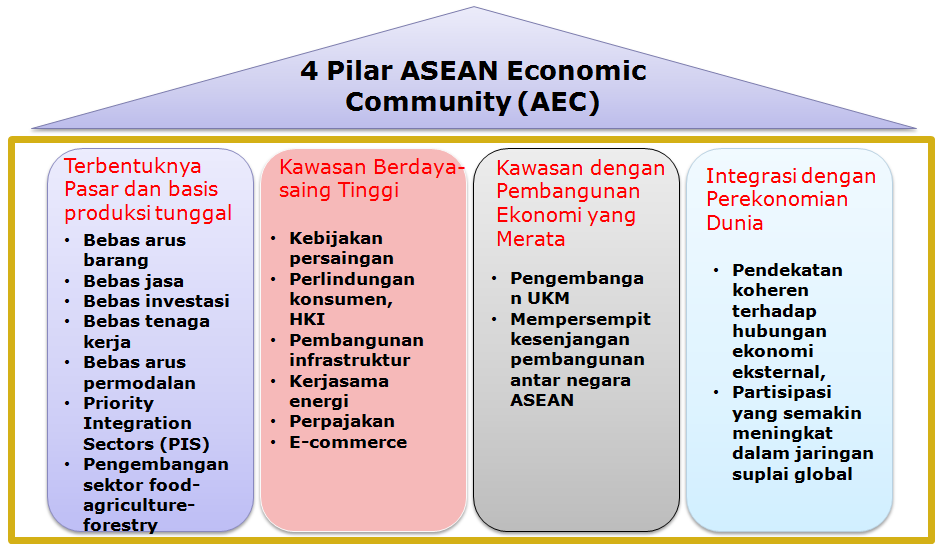 4 Pilar ASEAN Economic
Community (AEC)
Terbentuknya
Pasar dan basis
produksi tunggal
• Bebas arus
barang
• Bebas jasa
• Bebas investasi
• Bebas tenaga
kerja
• Bebas arus
permodalan
• Priority
Integration
Sectors (PIS)
• Pengembangan
sektor food-
agriculture-
forestry
Kawasan Berdaya-
saing Tinggi
• Kebijakan
persaingan
• Perlindungan
konsumen,
HKI
• Pembangunan
infrastruktur
• Kerjasama
energi
• Perpajakan
• E-commerce
Kawasan dengan
Pembangunan
Ekonomi yang
Merata
• Pengembanga
n UKM
• Mempersempit
kesenjangan
pembangunan
antar negara
ASEAN
Integrasi dengan
Perekonomian
Dunia
• Pendekatan
koheren
terhadap
hubungan
ekonomi
eksternal,
• Partisipasi
yang semakin
meningkat
dalam jaringan
suplai global